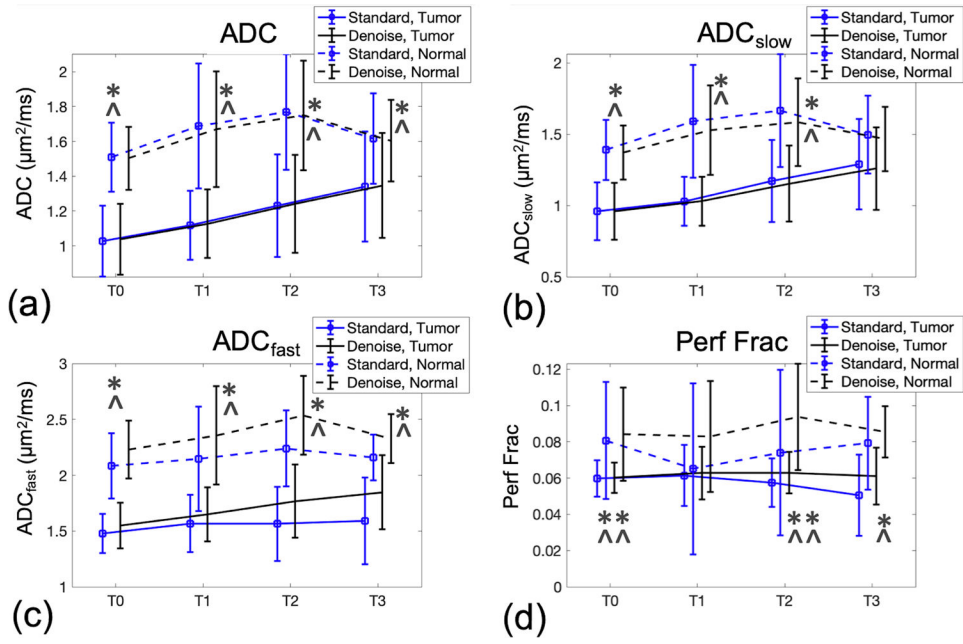 ADC
Standard, Tumor
Denoise, Tumor
Standard, Normal
Denoise, Normal
2
1.8
1.6
1.4
1.2
1
ADC (μm²/ms)
*
^
*
^
*
^
*
^
T0 T1 T2 T3
(a)
ADCslow
Standard, Tumor
Denoise, Tumor
Standard, Normal
Denoise, Normal
2
1.5
1
0.5
ADCslow (μm²/ms)
*
^
*
^
*
^
T0 T1 T2 T3
(b)
ADCfast
Standard, Tumor
Denoise, Tumor
Standard, Normal
Denoise, Normal
3
2.5
2
1.5
1
ADCfast (μm²/ms)
*
^
*
^
*
^
*
^
T0 T1 T2 T3
(c)
Perf Frac
Standard, Tumor
Denoise, Tumor
Standard, Normal
Denoise, Normal
0.12
0.1
0.08
0.06
0.04
0.02
0
Perf Frac
**
^^
**
^^
*
^
T0 T1 T2 T3
(d)